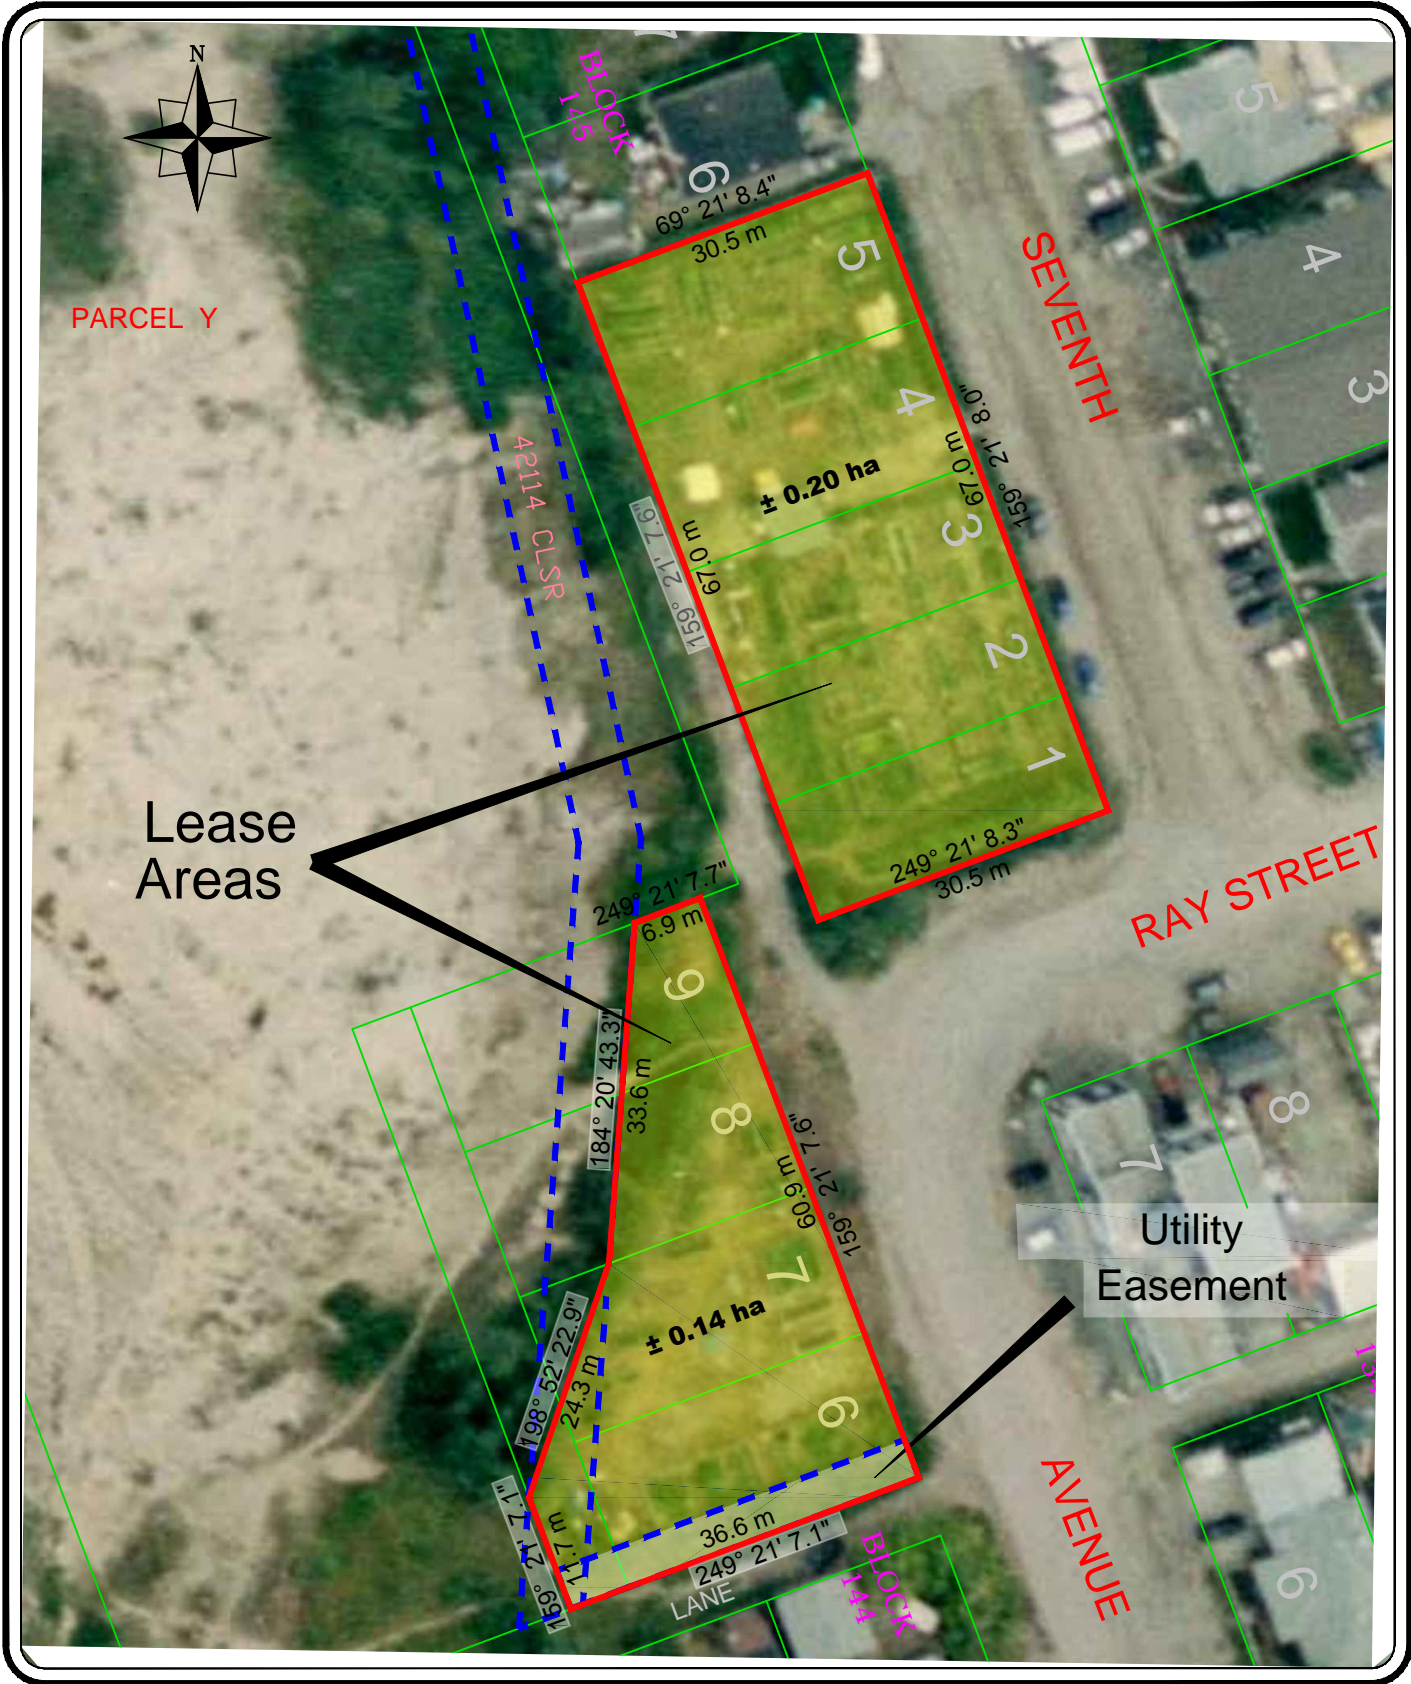 N
7
BLOCK
145
6
5
69° 21' 8.4"
30.5 m
5
SEVENTH
4
PARCEL Y
3
4
159° 21' 8.0"
67.0 m
± 0.20 ha
42114 CLSR
159° 21' 7.6"
67.0 m
3
2
1
Lease
Areas
249° 21' 8.3"
30.5 m
RAY STREET
249° 21' 7.7"
6.9 m
9
184° 20' 43.3"
33.6 m
8
8
7
159° 21' 7.6"
60.9 m
Utility
Easement
7
± 0.14 ha
198° 52' 22.9"
24.3 m
6
AVENUE
159° 21' 7.1"
11.7 m
36.6 m
249° 21' 7.1"
LANE
BLOCK
144
6